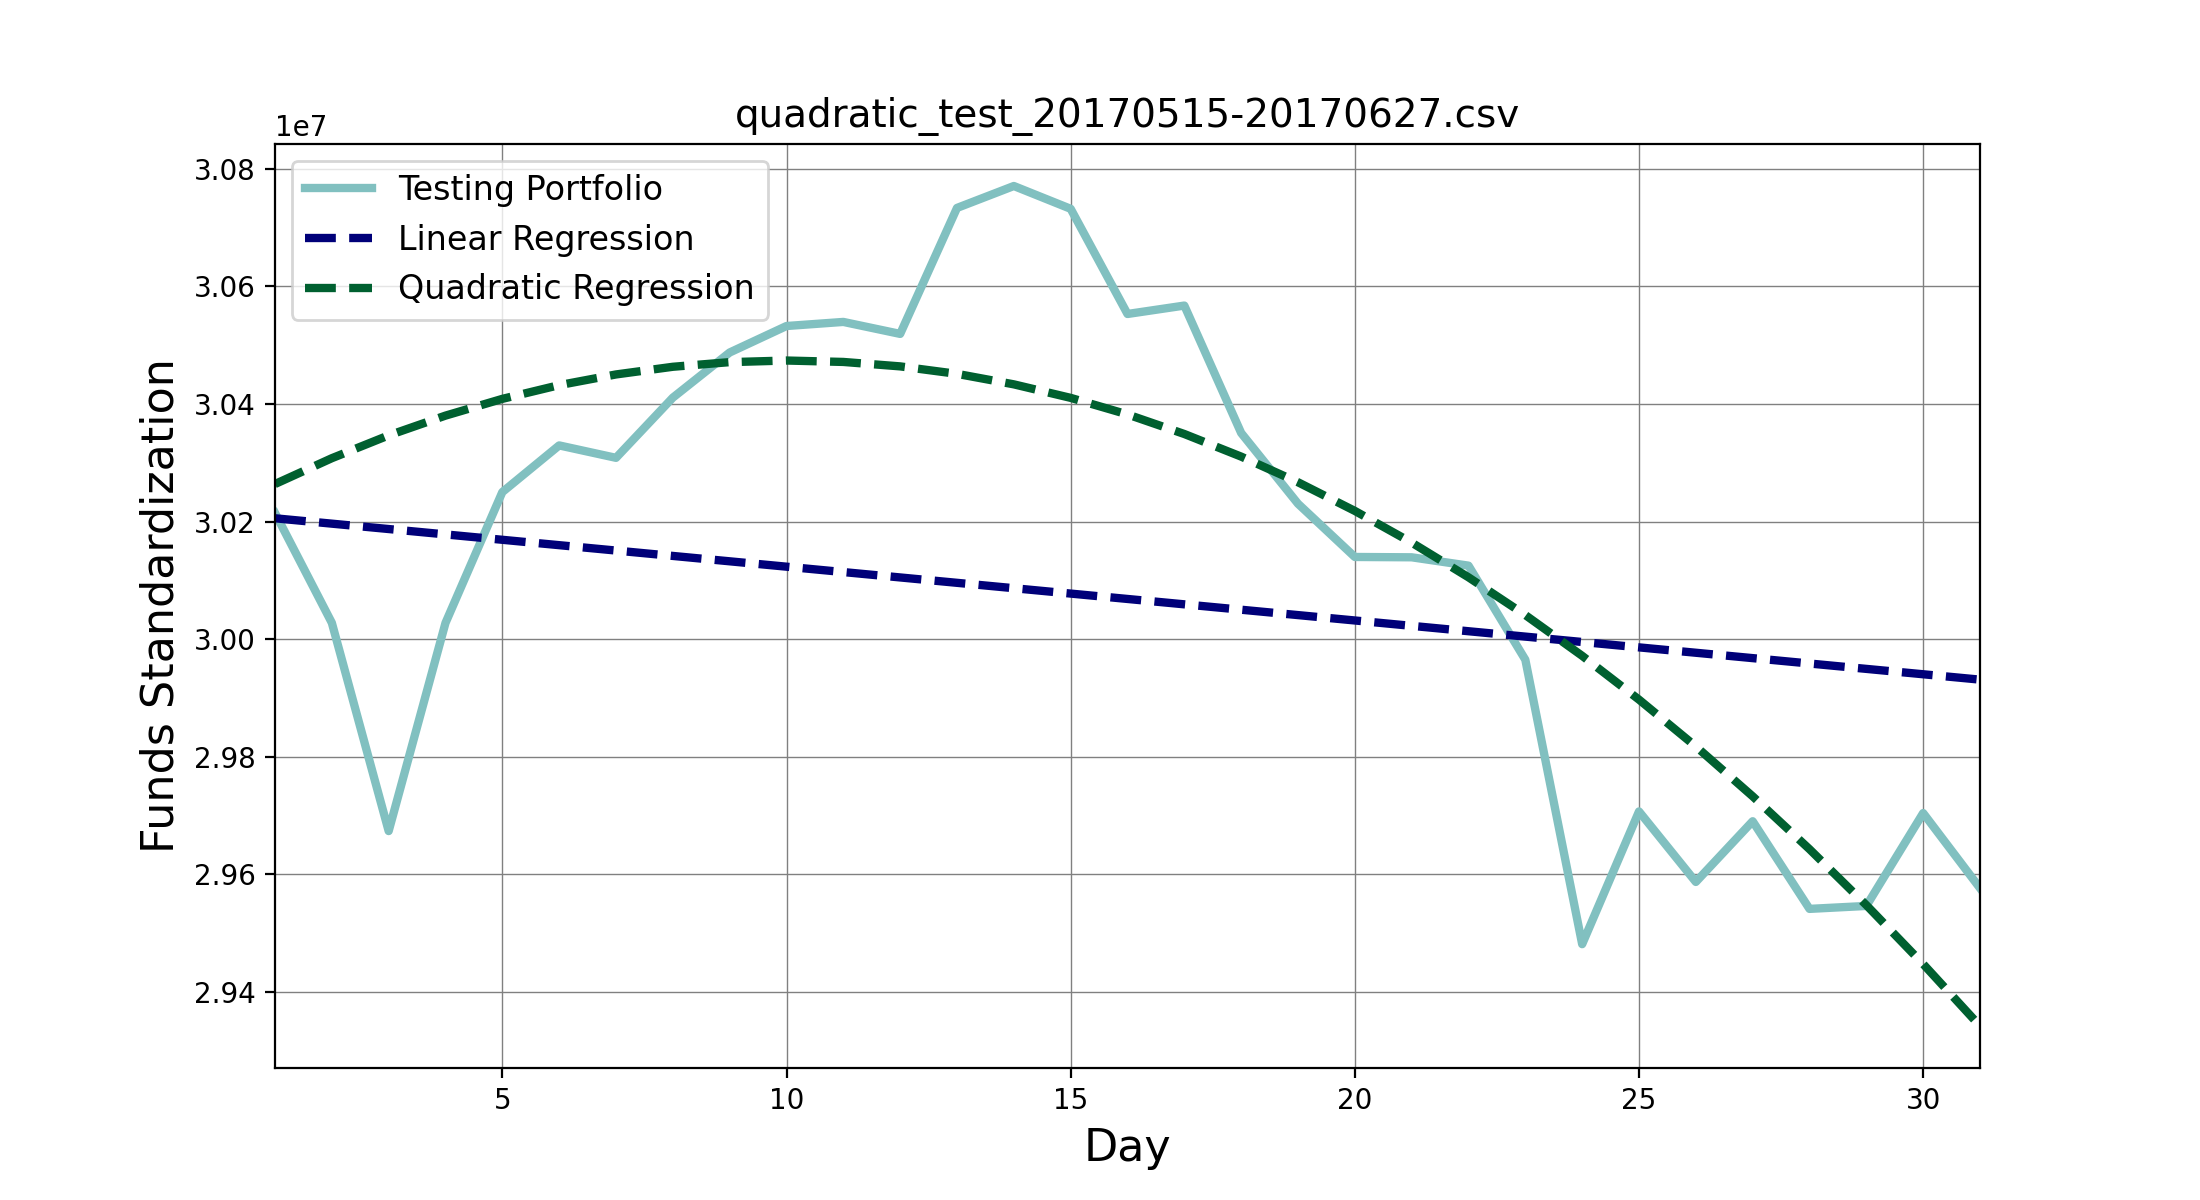 quadratic_test_20170515-20170627.csv
1e7
3.08
3.06
3.04
3.02
3.00
2.98
2.96
2.94
Funds Standardization
Testing Portfolio
Linear Regression
Quadratic Regression
5 10 15 20 25 30
Day